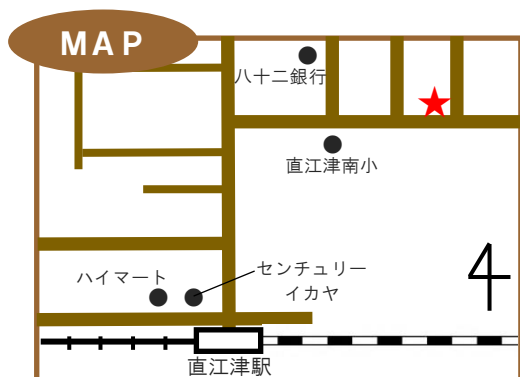 MAP
八十二銀行
直江津南小
センチュリー
イカヤ
ハイマート
直江津駅